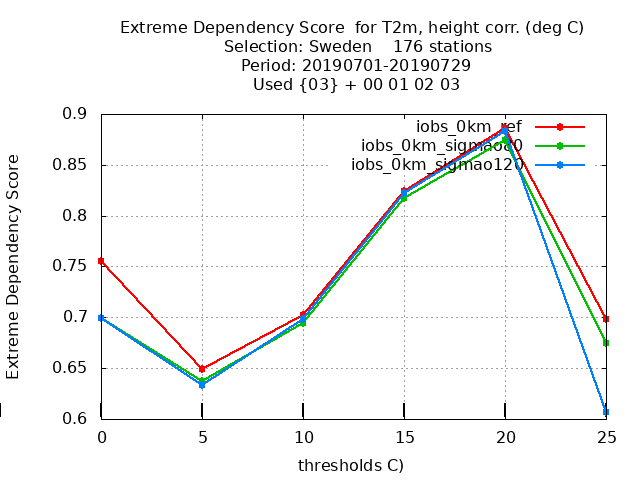 Extreme Dependency Score for T2m, height corr. (deg C)
Selection: Sweden 176 stations
Period: 20190701-20190729
Used {03} + 00 01 02 03
iobs_0km_ref
iobs_0km_sigmao80
iobs_0km_sigmao120
Extreme Dependency Score
0.9
0.85
0.8
0.75
0.7
0.65
0.6
0 5 10 15 20 25
thresholds C)